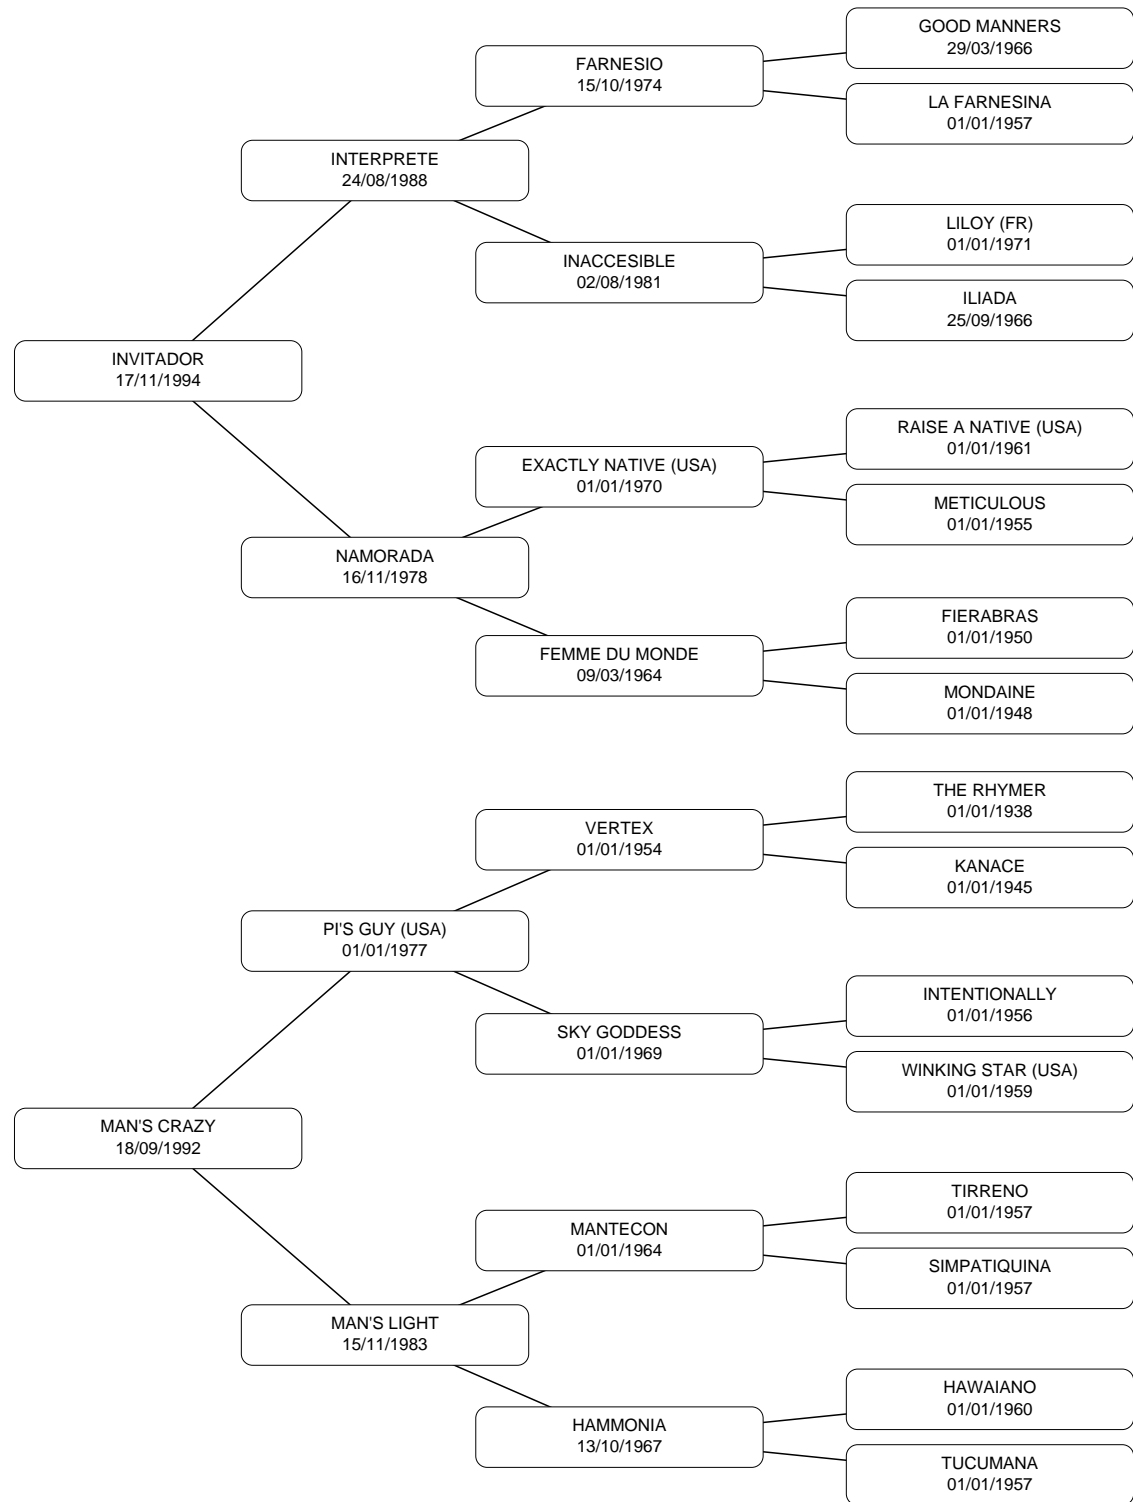 GOOD MANNERS
29/03/1966
FARNESIO
15/10/1974
LA FARNESINA
01/01/1957
INTERPRETE
24/08/1988
LILOY (FR)
01/01/1971
INACCESIBLE
02/08/1981
ILIADA
25/09/1966
INVITADOR
17/11/1994
RAISE A NATIVE (USA)
01/01/1961
EXACTLY NATIVE (USA)
01/01/1970
METICULOUS
01/01/1955
NAMORADA
16/11/1978
FIERABRAS
01/01/1950
FEMME DU MONDE
09/03/1964
MONDAINE
01/01/1948
THE RHYMER
01/01/1938
VERTEX
01/01/1954
KANACE
01/01/1945
PI'S GUY (USA)
01/01/1977
INTENTIONALLY
01/01/1956
SKY GODDESS
01/01/1969
WINKING STAR (USA)
01/01/1959
MAN'S CRAZY
18/09/1992
TIRRENO
01/01/1957
MANTECON
01/01/1964
SIMPATIQUINA
01/01/1957
MAN'S LIGHT
15/11/1983
HAWAIANO
01/01/1960
HAMMONIA
13/10/1967
TUCUMANA
01/01/1957